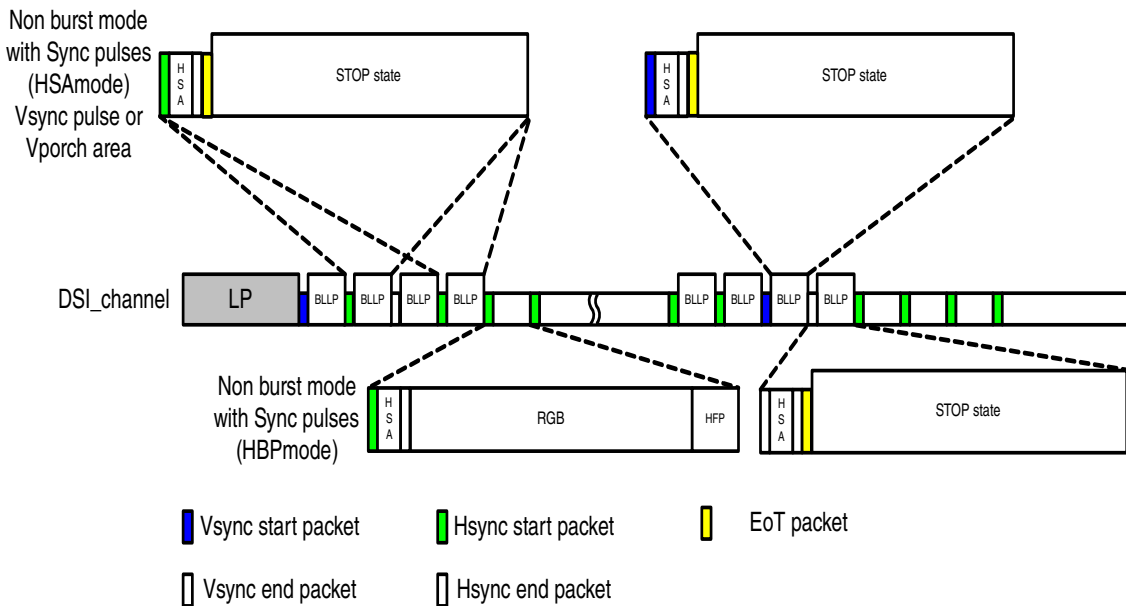 Non burst mode
with Sync pulses
(HSAmode)
Vsync pulse or
Vporch area
H
S
A
STOP state
H
S
A
STOP state
DSI_channel
LP
BLLP
BLLP
BLLP
BLLP
BLLP
BLLP
BLLP
BLLP
Non burst mode
with Sync pulses
(HBPmode)
H
S
A
RGB
HFP
H
S
A
STOP state
Vsync start packet
Hsync start packet
EoT packet
Vsync end packet
Hsync end packet